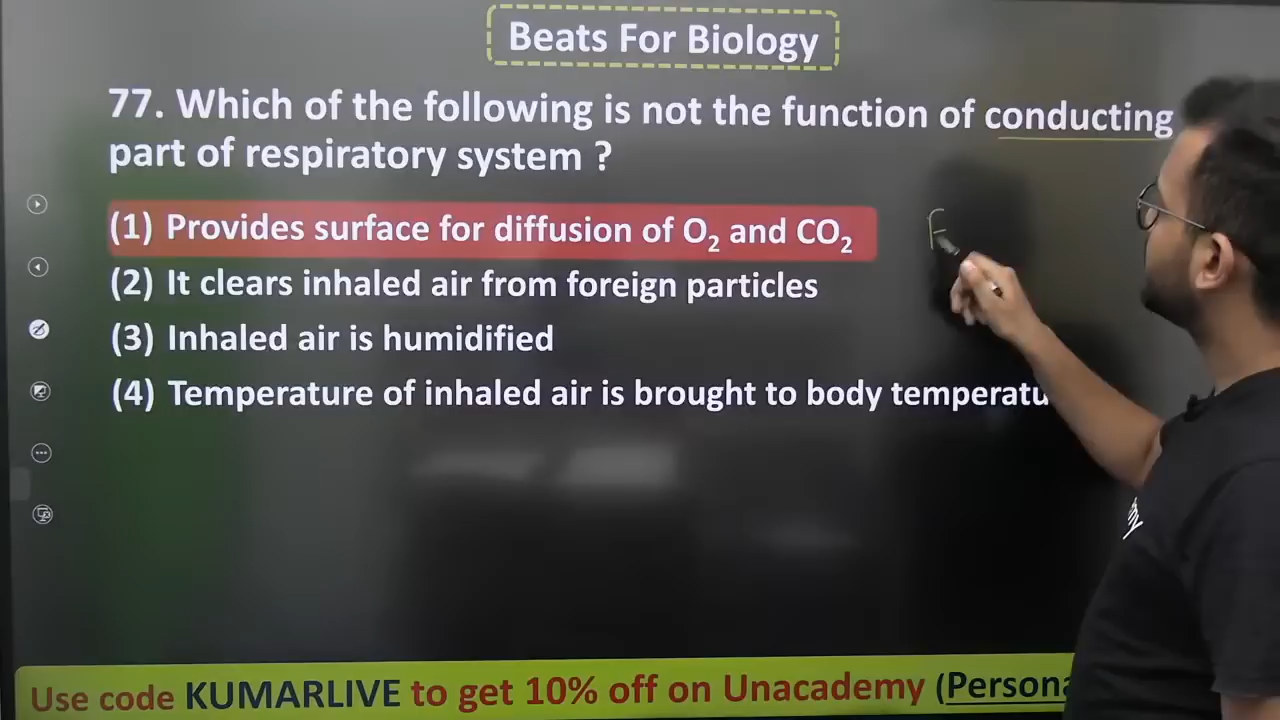 Beats For Biology
77. Which of the following is not the function of conducting
part of respiratory system ?
(1) Provides surface for diffusion of O₂ and CO₂
(2) It clears inhaled air from foreign particles
(3) Inhaled air is humidified
(4) Temperature of inhaled air is brought to body temperatu
Use code KUMARLIVE to get 10% off on Unacademy (Persona